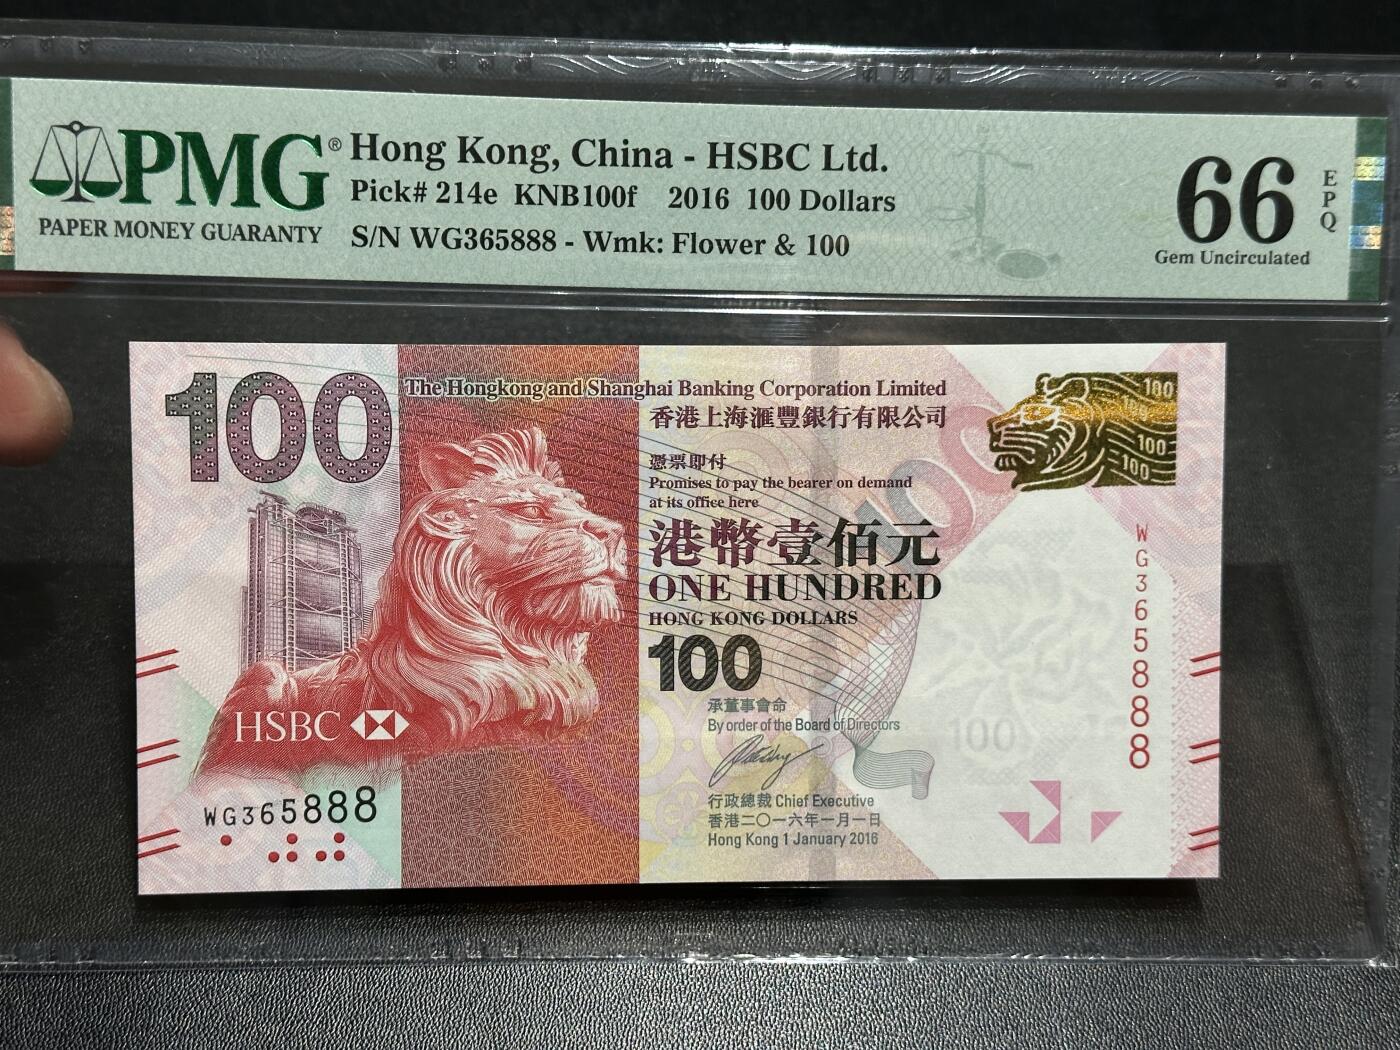 PMG®
PAPER MONEY GUARANTY
Hong Kong, China - HSBC Ltd.
Pick# 214e KNB100f 2016 100 Dollars
S/N WG365888 - Wmk: Flower & 100
66
EPQ
Gem Uncirculated
100
The Hongkong and Shanghai Banking Corporation Limited
香港上海滙豐銀行有限公司
憑票即付
Promises to pay the bearer on demand
at its office here
港幣壹佰元
ONE HUNDRED
HONG KONG DOLLARS
100
承董事會命
By order of the Board of Directors
行政總裁 Chief Executive
香港二〇一六年一月一日
Hong Kong 1 January 2016
HSBC
WG365888
100
100
100
100
100
WG365888
100